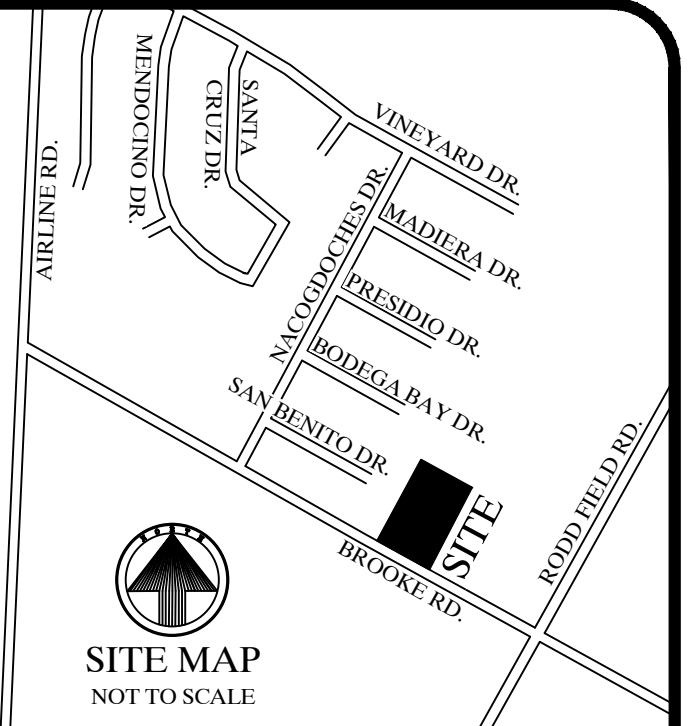 MENDOCINO DR.
SANTA
CRUZ DR.
AIRLINE RD.
VINEYARD DR.
NACOGDOCHES DR.
MADIERA DR.
PRESIDIO DR.
BODEGA BAY DR.
SAN BENITO DR.
RODD FIELD RD.
SITE
BROOKE RD.
NORTH
SITE MAP
NOT TO SCALE